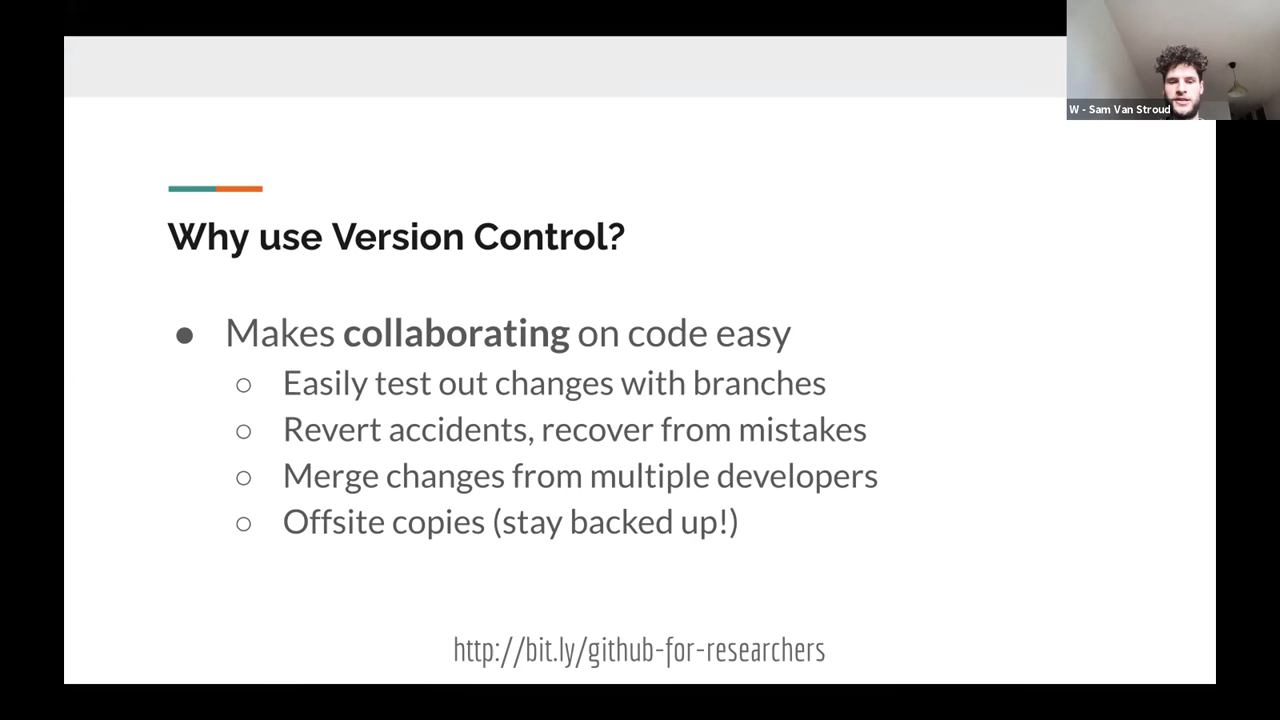 W - Sam Van Stroud
Why use Version Control?
● Makes collaborating on code easy
○ Easily test out changes with branches
○ Revert accidents, recover from mistakes
○ Merge changes from multiple developers
○ Offsite copies (stay backed up!)
http://bit.ly/github-for-researchers